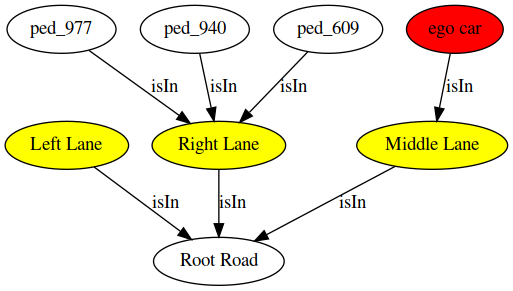 ped_977
ped_940
ped_609
ego car
isIn
isIn
isIn
isIn
Left Lane
Right Lane
Middle Lane
isIn
isIn
isIn
Root Road